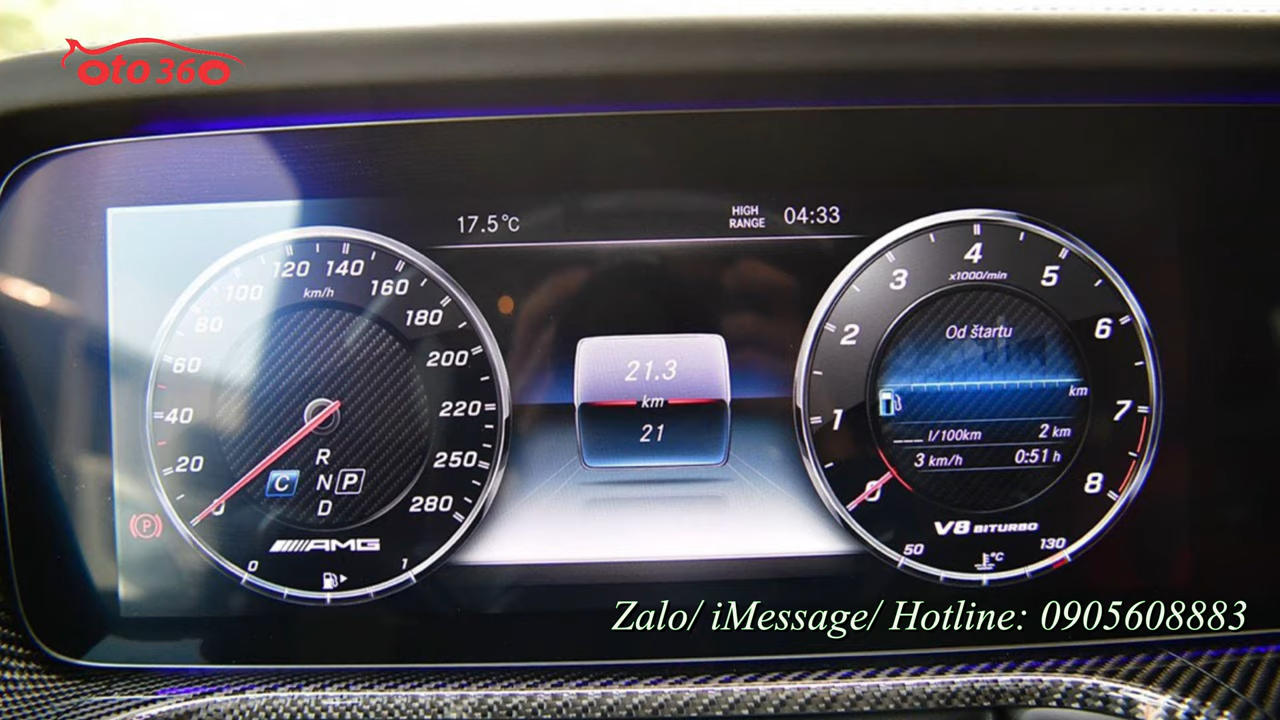 oto360
17.5°C
HIGH RANGE 04:33
120 140
100 160
80 180
60 200
40 220
20 250
0 280
km/h
R
C N P
D
AMG
0 1
21.3
km
21
4
3 5
x1000/min
2 6
1 7
0 8
Od štartu
km
___ l/100km 2 km
3 km/h 0:51 h
V8 BITURBO
50 °C 130
Zalo/ iMessage/ Hotline: 0905608883